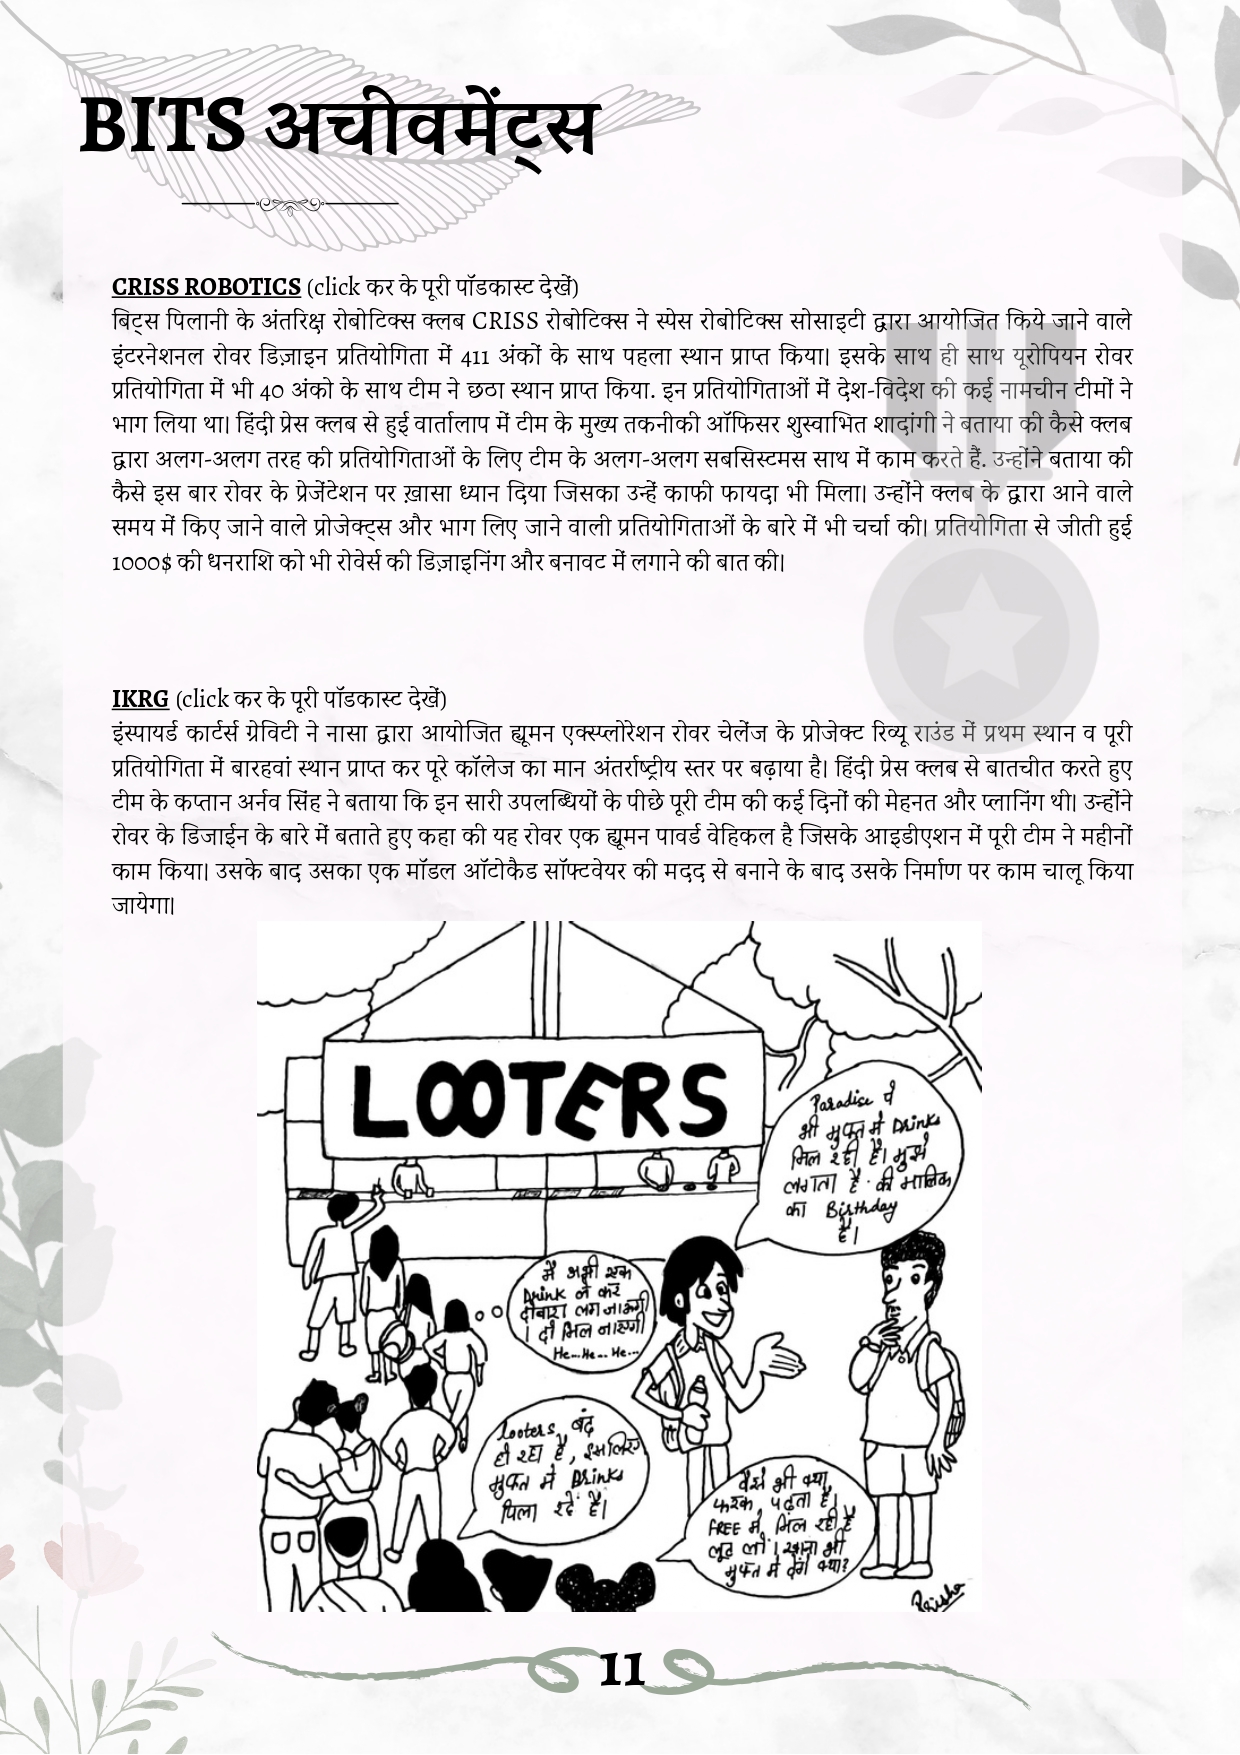 BITS अचीवमेंट्स
CRISS ROBOTICS (click कर के पूरी पॉडकास्ट देखें)
बिट्स पिलानी के अंतरिक्ष रोबोटिक्स क्लब CRISS रोबोटिक्स ने स्पेस रोबोटिक्स सोसाइटी द्वारा आयोजित किये जाने वाले
इंटरनेशनल रोवर डिज़ाइन प्रतियोगिता में 411 अंकों के साथ पहला स्थान प्राप्त किया। इसके साथ ही साथ यूरोपियन रोवर
प्रतियोगिता में भी 40 अंको के साथ टीम ने छठा स्थान प्राप्त किया. इन प्रतियोगिताओं में देश-विदेश की कई नामचीन टीमों ने
भाग लिया था। हिंदी प्रेस क्लब से हुई वार्तालाप में टीम के मुख्य तकनीकी ऑफिसर शुस्वाभित शादांगी ने बताया की कैसे क्लब
द्वारा अलग-अलग तरह की प्रतियोगिताओं के लिए टीम के अलग-अलग सबसिस्टमस साथ में काम करते हैं. उन्होंने बताया की
कैसे इस बार रोवर के प्रेजेंटेशन पर ख़ासा ध्यान दिया जिसका उन्हें काफी फायदा भी मिला। उन्होंने क्लब के द्वारा आने वाले
समय में किए जाने वाले प्रोजेक्ट्स और भाग लिए जाने वाली प्रतियोगिताओं के बारे में भी चर्चा की। प्रतियोगिता से जीती हुई
1000$ की धनराशि को भी रोवेर्स की डिज़ाइनिंग और बनावट में लगाने की बात की।
IKRG (click कर के पूरी पॉडकास्ट देखें)
इंस्पायर्ड कार्टर्स ग्रेविटी ने नासा द्वारा आयोजित ह्यूमन एक्स्प्लोरेशन रोवर चेलेंज के प्रोजेक्ट रिव्यू राउंड में प्रथम स्थान व पूरी
प्रतियोगिता में बारहवां स्थान प्राप्त कर पूरे कॉलेज का मान अंतर्राष्ट्रीय स्तर पर बढ़ाया है। हिंदी प्रेस क्लब से बातचीत करते हुए
टीम के कप्तान अर्नव सिंह ने बताया कि इन सारी उपलब्धियों के पीछे पूरी टीम की कई दिनों की मेहनत और प्लानिंग थी। उन्होंने
रोवर के डिजाईन के बारे में बताते हुए कहा की यह रोवर एक ह्यूमन पावर्ड वेहिकल है जिसके आइडीएशन में पूरी टीम ने महीनों
काम किया। उसके बाद उसका एक मॉडल ऑटोकैड सॉफ्टवेयर की मदद से बनाने के बाद उसके निर्माण पर काम चालू किया
जायेगा।
LOOTERS
Paradise पे
भी मुफ्त में Drinks
मिल रही है। मुझे
लगता है की मालिक
का Birthday
है।
मैं अभी एक
Drink ले कर
दोबारा लग जाऊंगी
। दो मिल जाएगी
He... He... He...
Looters बंद
हो रहा है, इसलिए
मुफ्त में Drinks
पिला रहे हैं।
वैसे भी क्या
फरक पड़ता है।
FREE में मिल रही है
लूट लो। खाना भी
मुफ्त में देंगे क्या?
11